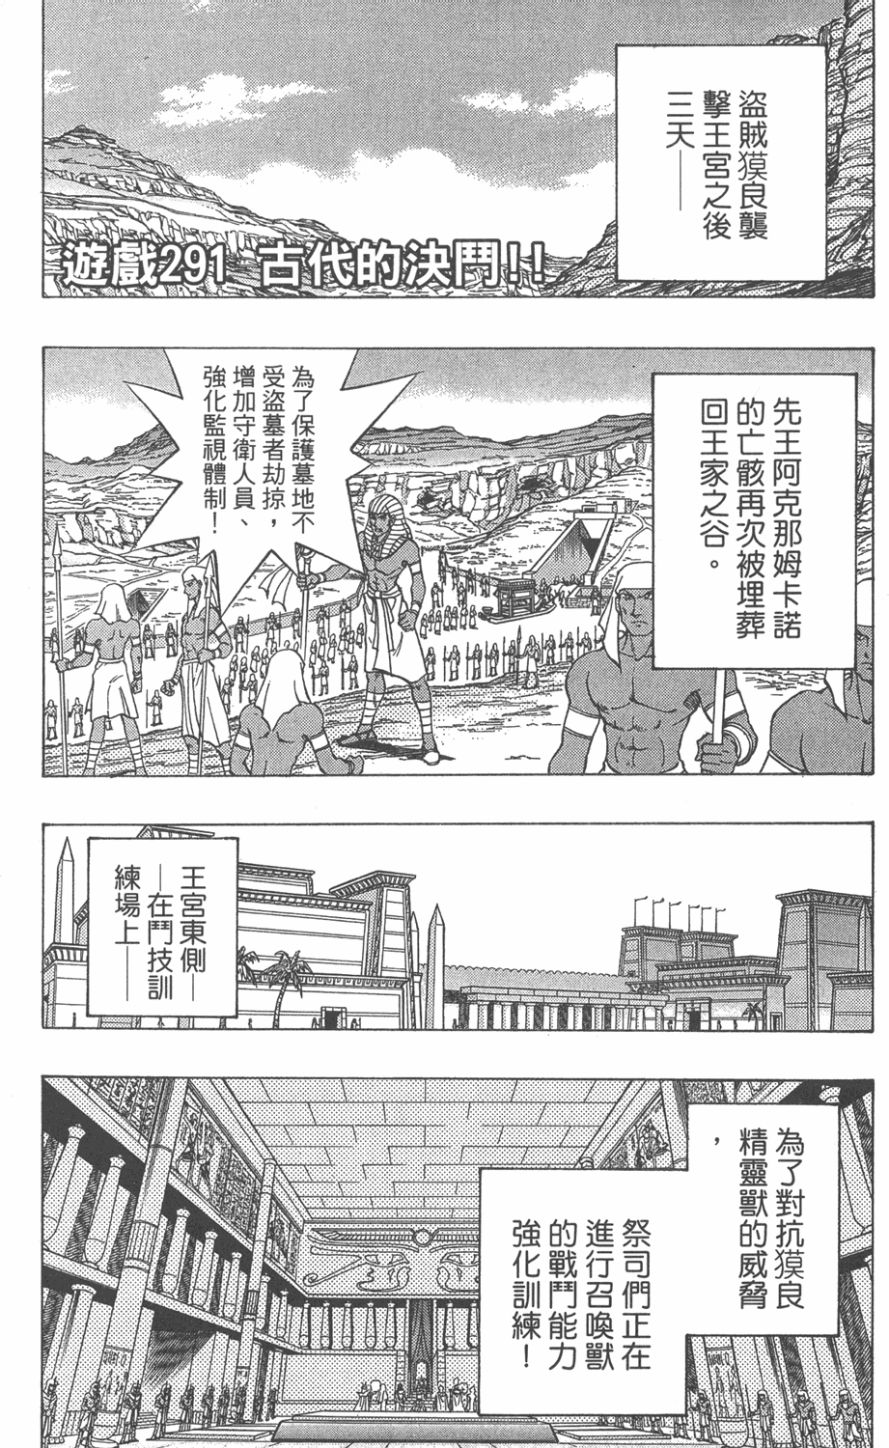 盜賊獏良襲
擊王宮之後
三天——
遊戲291 古代的決鬥!!
先王阿克那姆卡諾
的亡骸再次被埋葬
回王家之谷。
為了保護墓地不
受盜墓者劫掠，
增加守衛人員、
強化監視體制！
王宮東側—
—在鬥技訓
練場上——
為了對抗獏良
精靈獸的威脅
，
祭司們正在
進行召喚獸
的戰鬥能力
強化訓練！